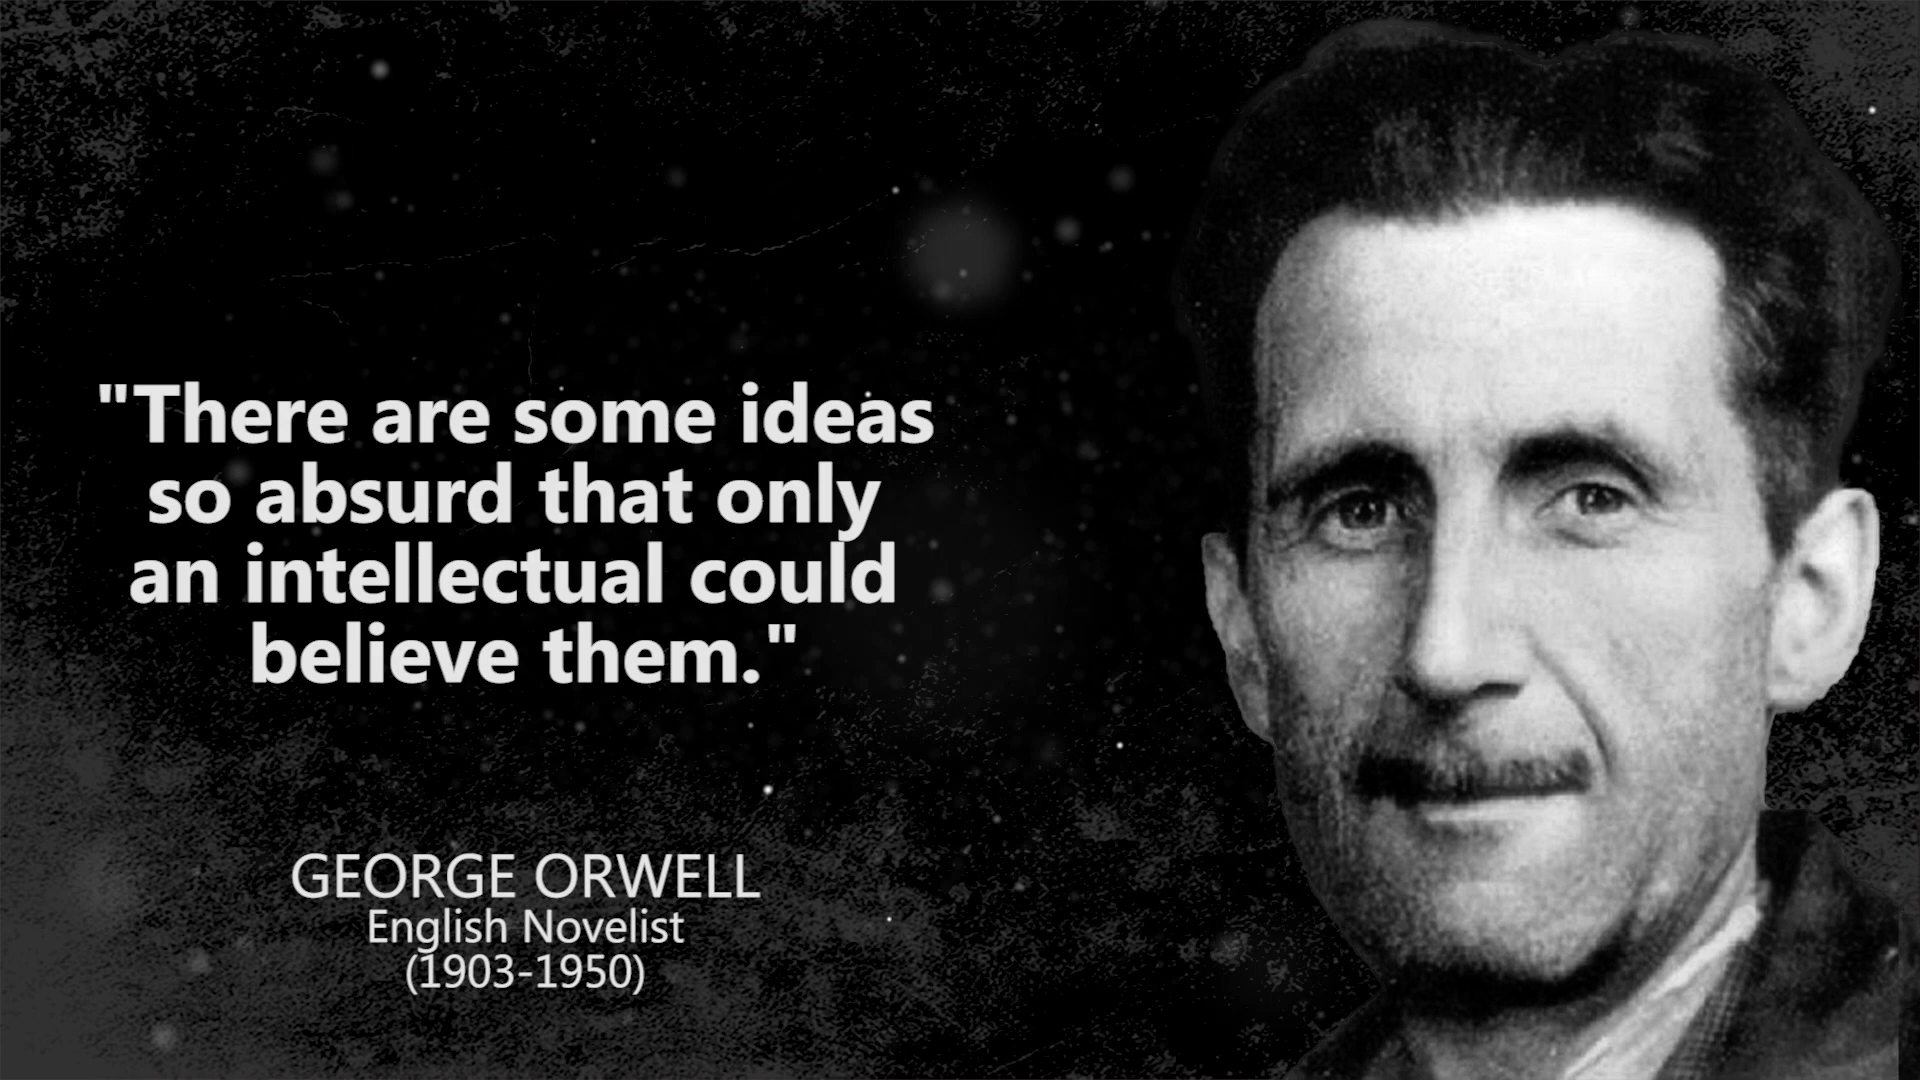 "There are some ideas
so absurd that only
an intellectual could
believe them."
GEORGE ORWELL
English Novelist
(1903-1950)